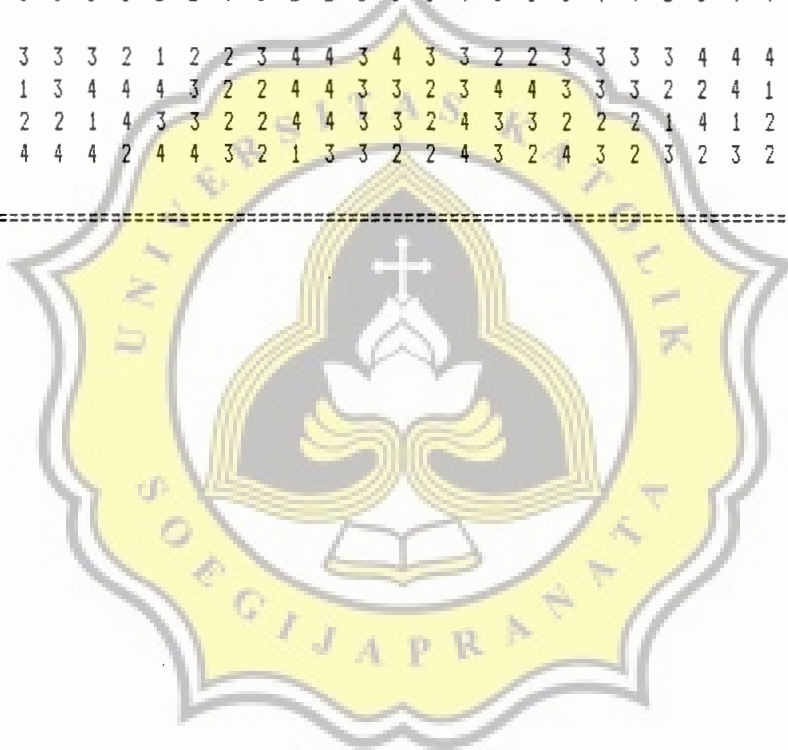 3 3 3 2 1 2 2 3 4 4 3 4 3 3 2 2 3 3 3 3 4 4 4
1 3 4 4 4 3 2 2 4 4 3 3 2 3 4 4 3 3 3 2 2 4 1
2 2 1 4 3 3 2 2 4 4 3 3 2 4 3 3 2 2 2 1 4 1 2
4 4 4 2 4 4 3 2 1 3 3 2 2 4 3 2 4 3 2 3 2 3 2
UNIVERSITAS KATOLIK
SOEGIJAPRANATA